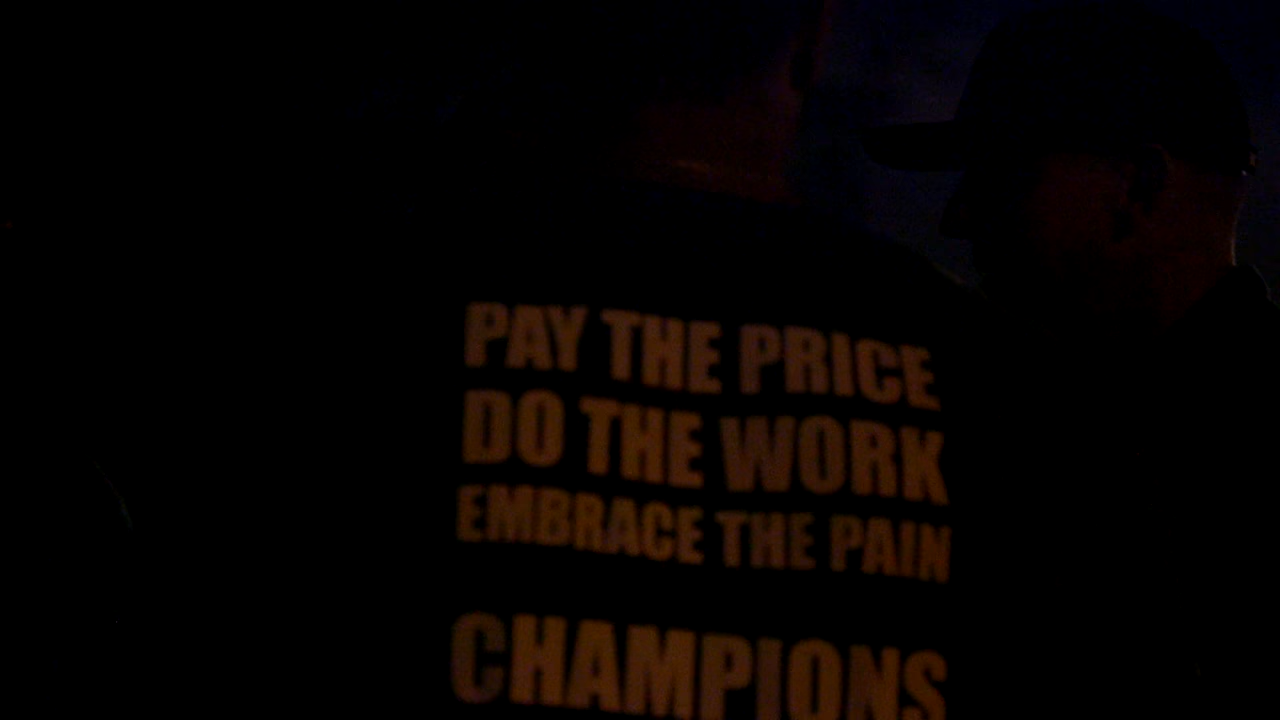 PAY THE PRICE
DO THE WORK
EMBRACE THE PAIN
CHAMPIONS